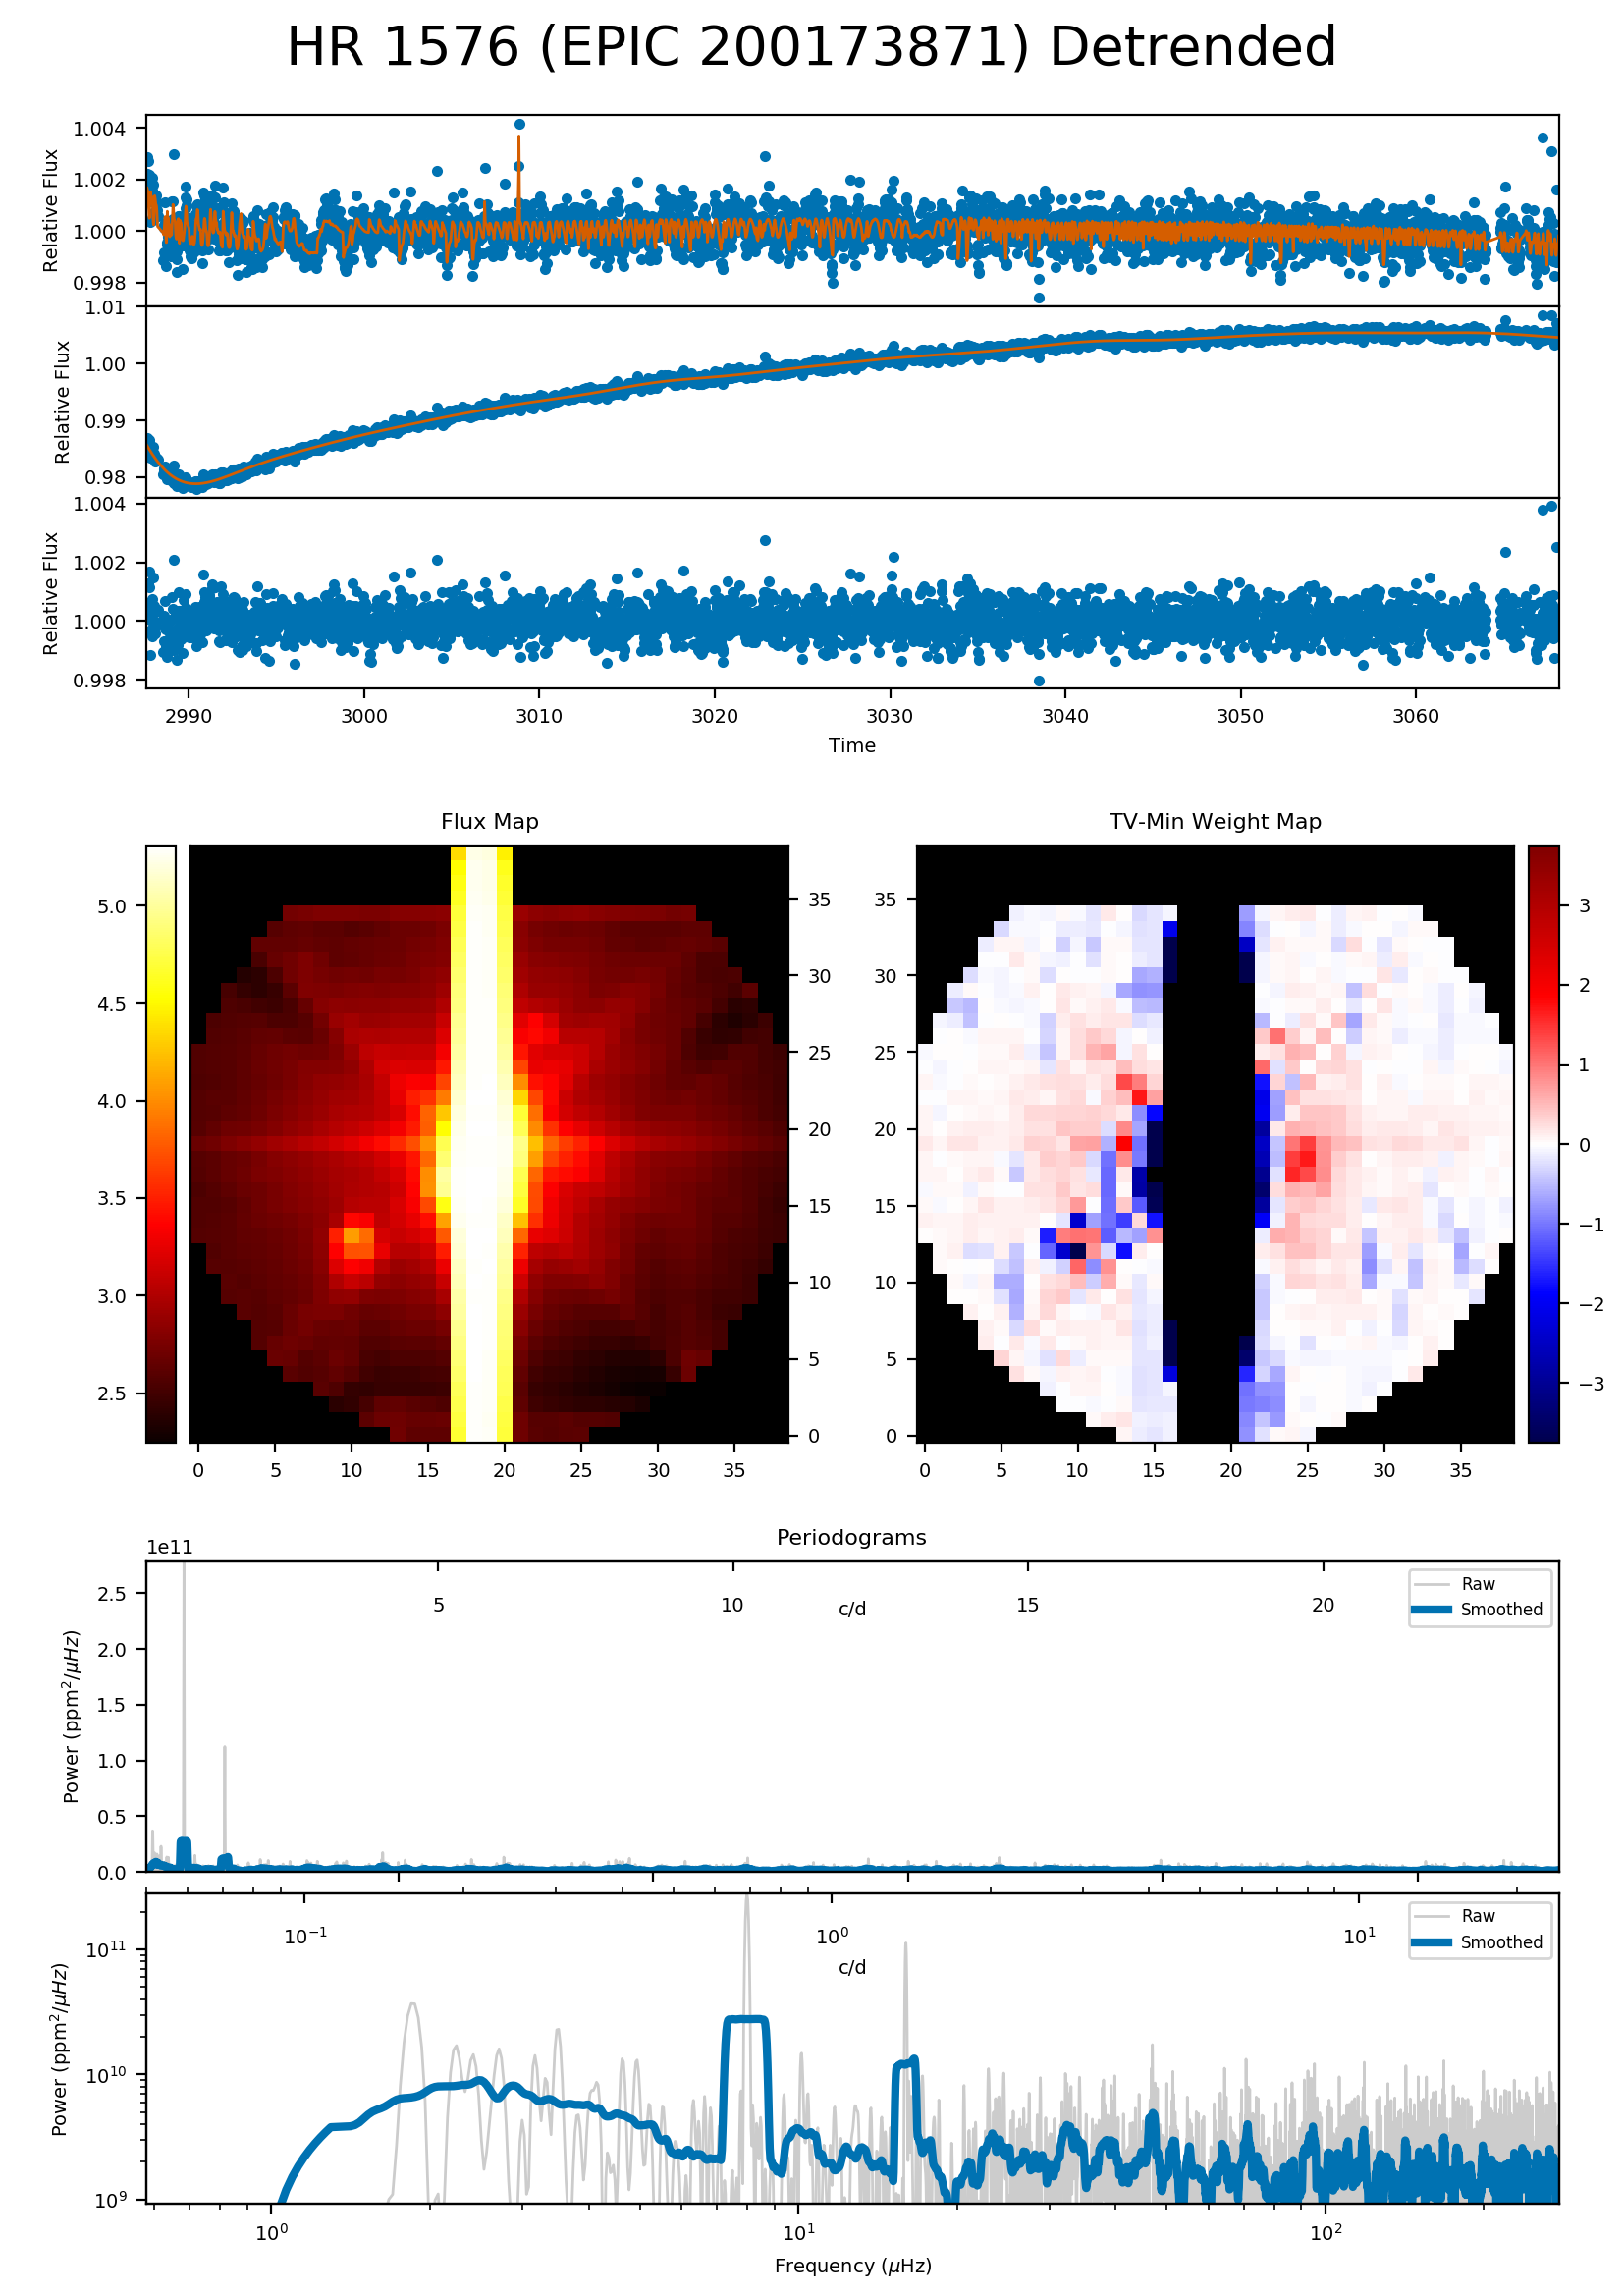 HR 1576 (EPIC 200173871) Detrended
1.004
1.002
1.000
0.998
Relative Flux
1.01
1.00
0.99
0.98
Relative Flux
1.004
1.002
1.000
0.998
Relative Flux
2990 3000 3010 3020 3030 3040 3050 3060
Time
Flux Map
5.0
4.5
4.0
3.5
3.0
2.5
35
30
25
20
15
10
5
0
0 5 10 15 20 25 30 35
TV-Min Weight Map
35
30
25
20
15
10
5
0
0 5 10 15 20 25 30 35
3
2
1
0
−1
−2
−3
Periodograms
1e11
2.5
2.0
1.5
1.0
0.5
0.0
Power (ppm²/μHz)
5 10 15 20
c/d
Raw
Smoothed
10¹¹
10¹⁰
10⁹
Power (ppm²/μHz)
10⁻¹ 10⁰ 10¹
c/d
Raw
Smoothed
10⁰ 10¹ 10²
Frequency (μHz)